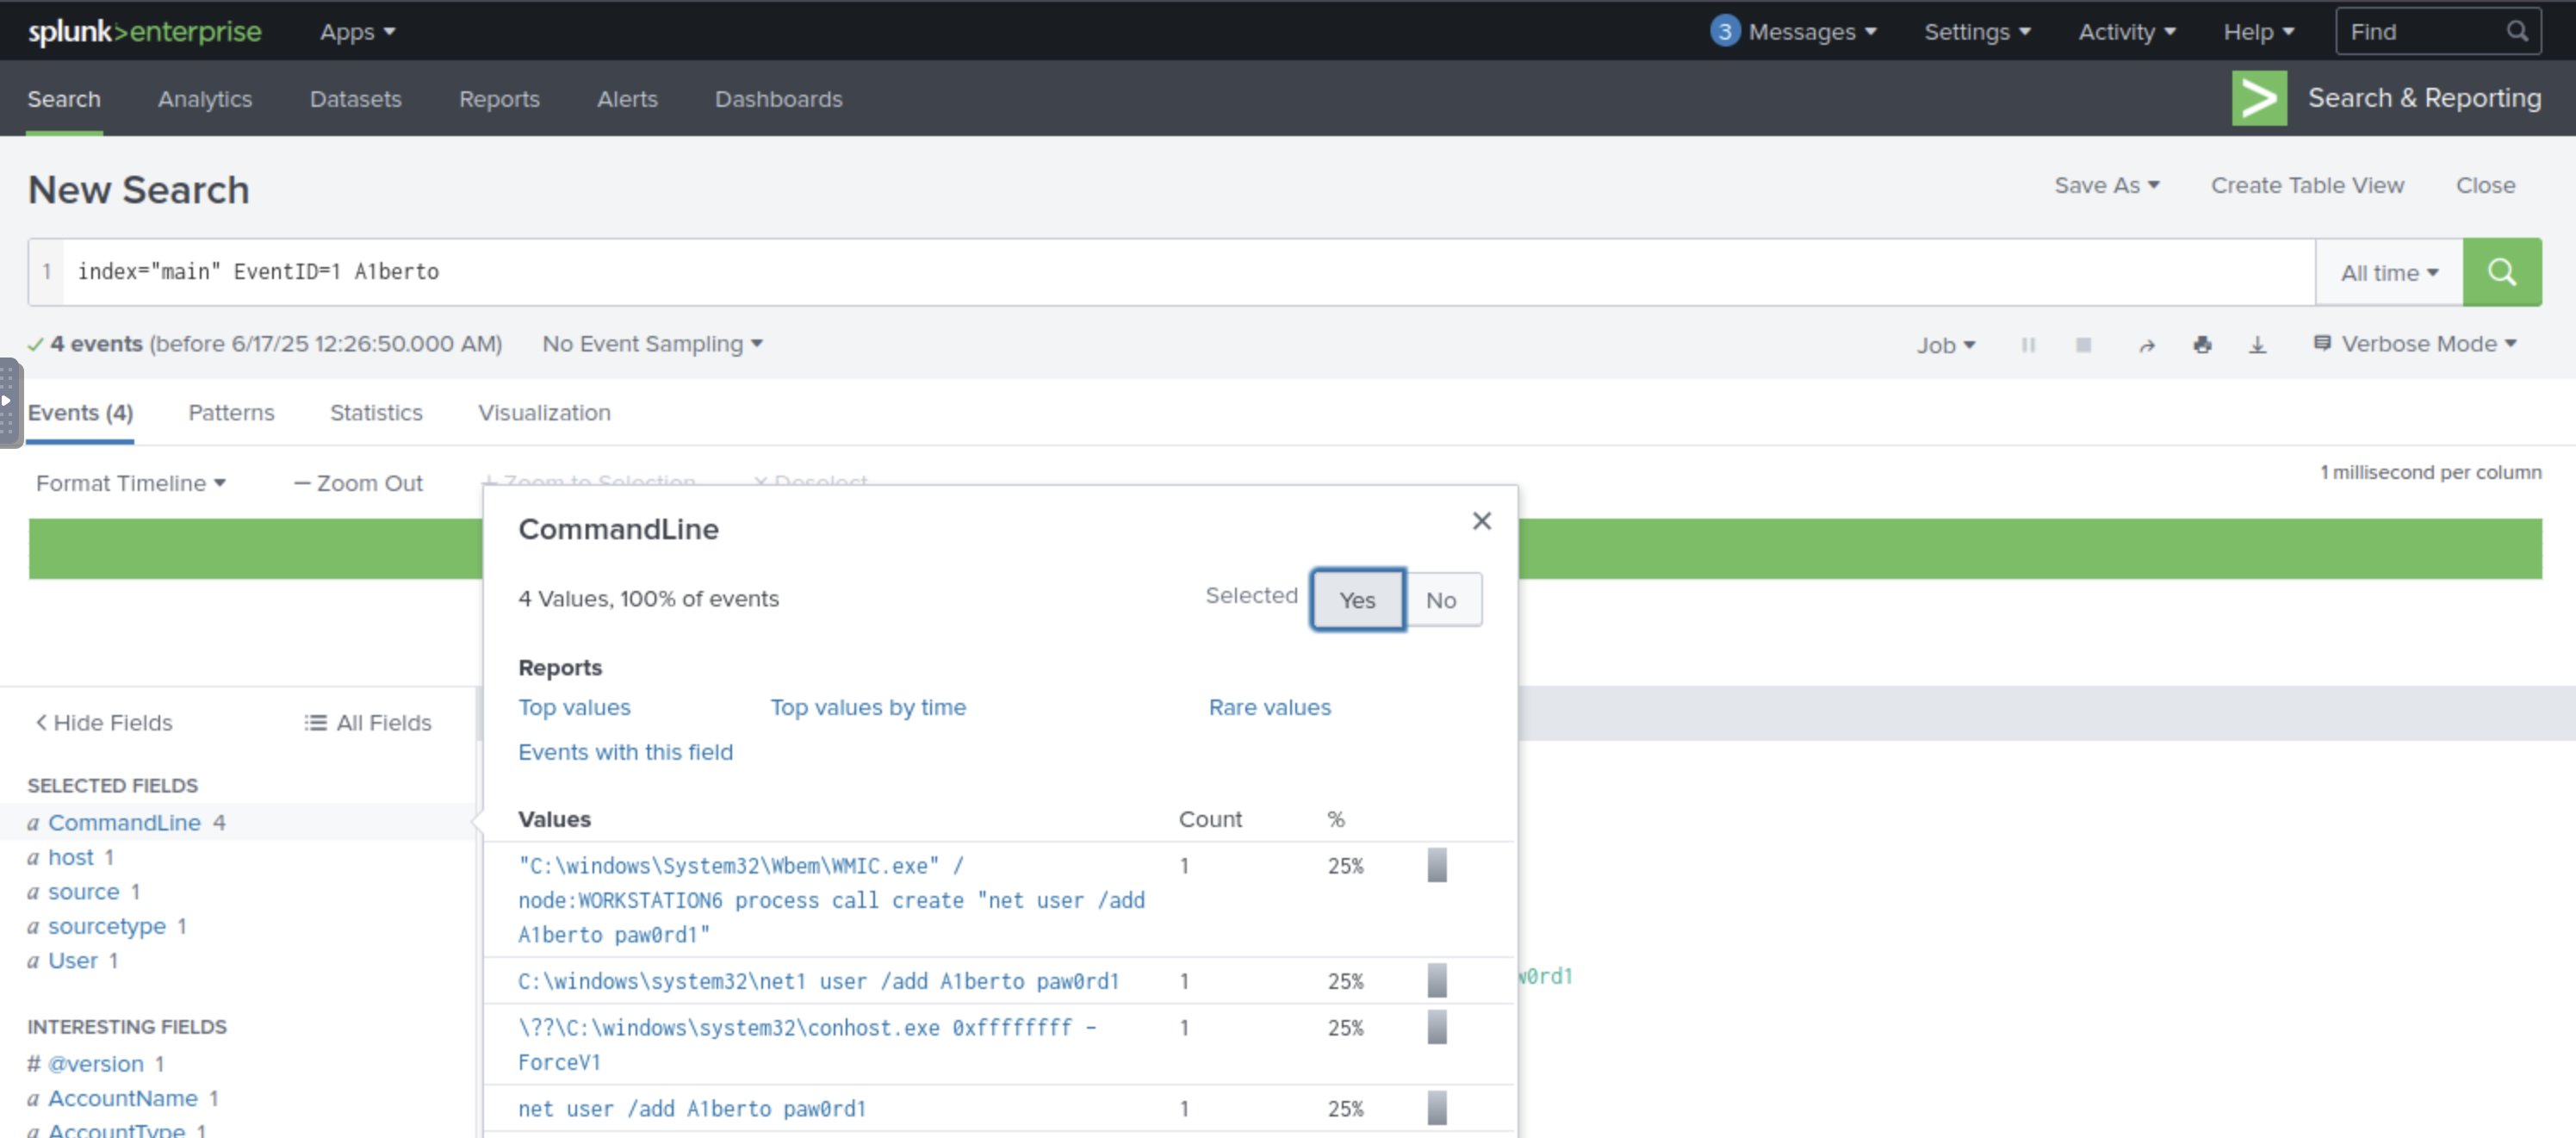 splunk>enterprise Apps 3 Messages Settings Activity Help Find
Search Analytics Datasets Reports Alerts Dashboards Search & Reporting
New Search Save As Create Table View Close
1 index="main" EventID=1 A1berto All time
4 events (before 6/17/25 12:26:50.000 AM) No Event Sampling Job Verbose Mode
Events (4) Patterns Statistics Visualization
Format Timeline — Zoom Out + Zoom to Selection × Deselect 1 millisecond per column
CommandLine
4 Values, 100% of events Selected Yes No
Reports
Top values Top values by time Rare values
Events with this field
Values Count %
"C:\windows\System32\Wbem\WMIC.exe" / 1 25%
node:WORKSTATION6 process call create "net user /add
A1berto paw0rd1"
C:\windows\system32\net1 user /add A1berto paw0rd1 1 25%
\??\C:\windows\system32\conhost.exe 0xffffffff - 1 25%
ForceV1
net user /add A1berto paw0rd1 1 25%
< Hide Fields All Fields
SELECTED FIELDS
a CommandLine 4
a host 1
a source 1
a sourcetype 1
a User 1
INTERESTING FIELDS
# @version 1
a AccountName 1
a AccountType 1
w0rd1